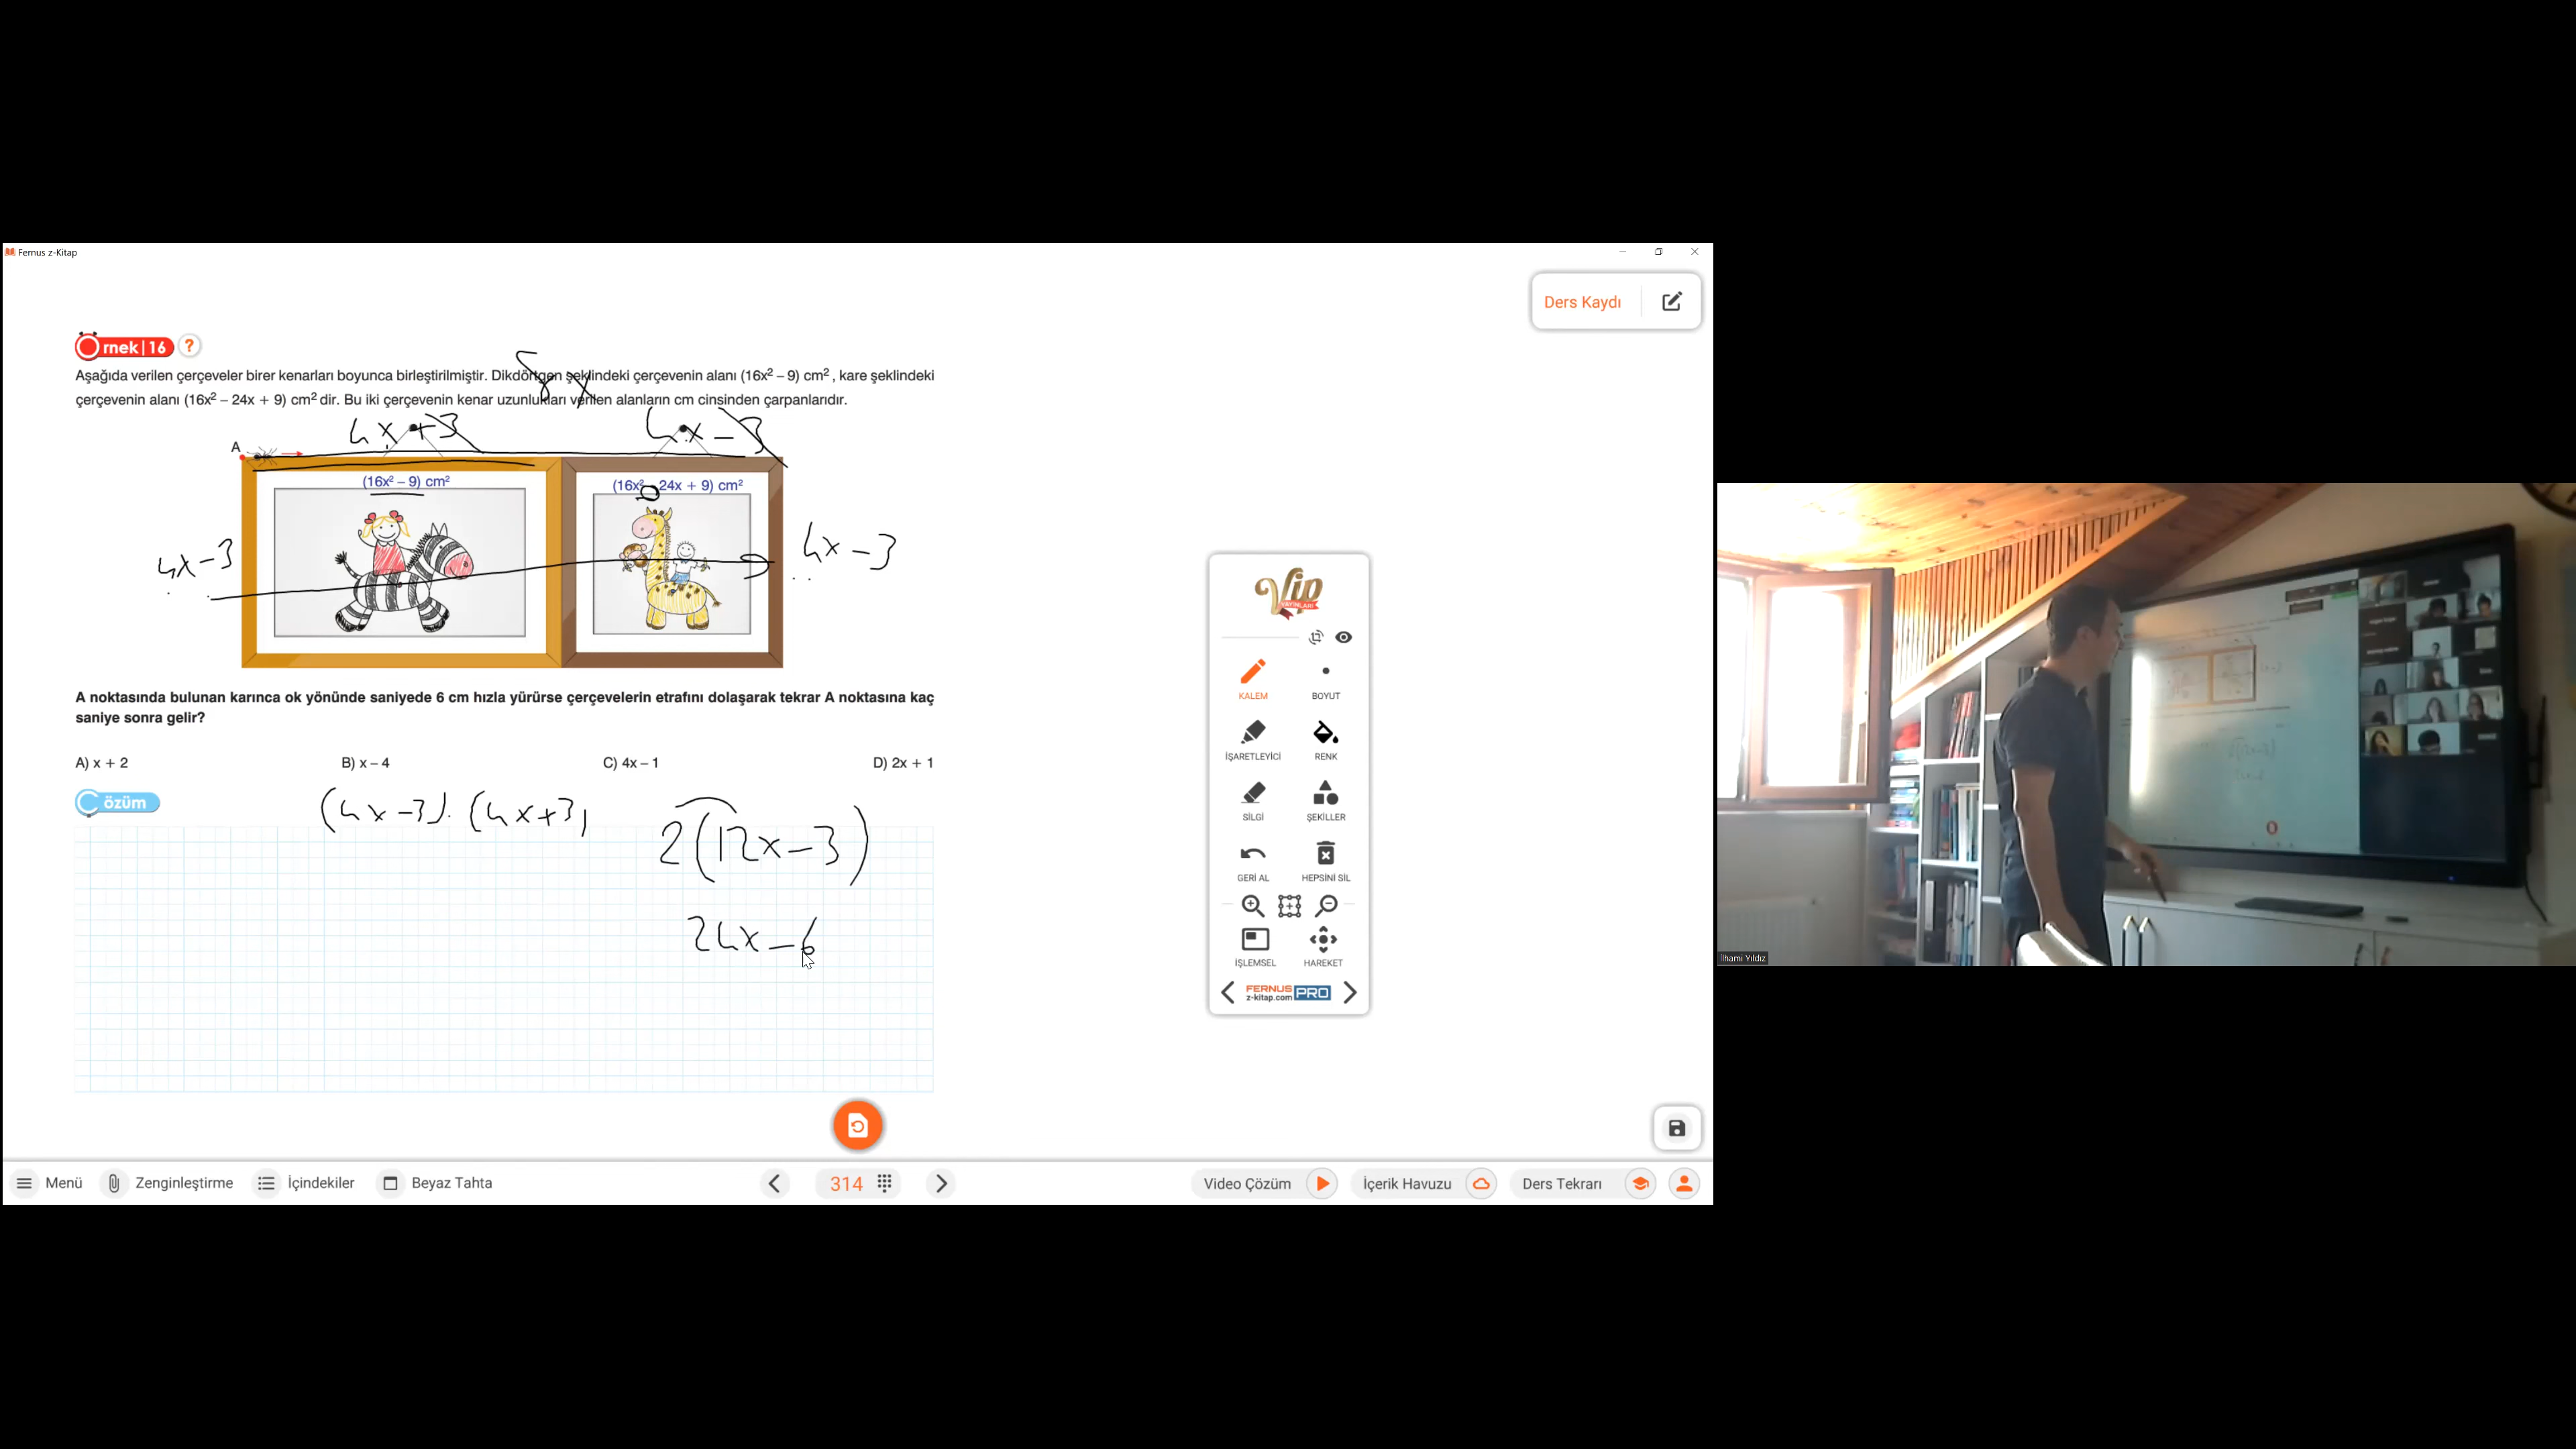 Fernus z-Kitap
Ders Kaydı
Örnek|16 ?
8x
Aşağıda verilen çerçeveler birer kenarları boyunca birleştirilmiştir. Dikdörtgen şeklindeki çerçevenin alanı (16x² – 9) cm² , kare şeklindeki
çerçevenin alanı (16x² – 24x + 9) cm² dir. Bu iki çerçevenin kenar uzunlukları verilen alanların cm cinsinden çarpanlarıdır.
4x + 3
4x – 3
A
(16x² – 9) cm²
(16x² – 24x + 9) cm²
4x – 3
4x – 3
A noktasında bulunan karınca ok yönünde saniyede 6 cm hızla yürürse çerçevelerin etrafını dolaşarak tekrar A noktasına kaç
saniye sonra gelir?
A) x + 2
B) x – 4
C) 4x – 1
D) 2x + 1
Çözüm
(4x – 3) . (4x + 3)
2(12x – 3)
24x – 6
Vip
YAYINLARI
KALEM
BOYUT
İŞARETLEYİCİ
RENK
SİLGİ
ŞEKİLLER
GERİ AL
HEPSİNİ SİL
İŞLEMSEL
HAREKET
FERNUS
z-kitap.com PRO
Menü
Zenginleştirme
İçindekiler
Beyaz Tahta
314
Video Çözüm
İçerik Havuzu
Ders Tekrarı
İlhami Yıldız